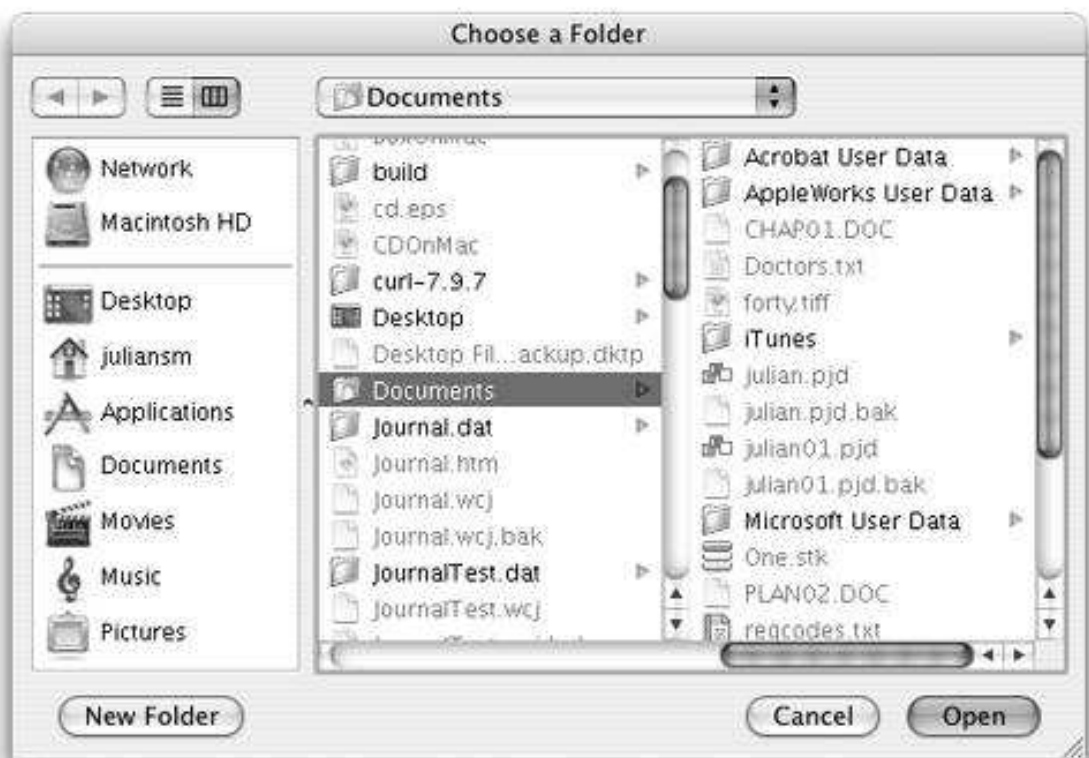 Choose a Folder
Documents
Network
Macintosh HD
Desktop
juliansm
Applications
Documents
Movies
Music
Pictures
build
cd.eps
CDOnMac
curl-7.9.7
Desktop
Desktop Fil...ackup.dktp
Documents
Journal.dat
Journal.htm
Journal.wcj
Journal.wcj.bak
JournalTest.dat
JournalTest.wcj
Acrobat User Data
AppleWorks User Data
CHAP01.DOC
Doctors.txt
forty.tiff
iTunes
julian.pjd
julian.pjd.bak
julian01.pjd
julian01.pjd.bak
Microsoft User Data
One.stk
PLAN02.DOC
regcodes.txt
New Folder
Cancel
Open